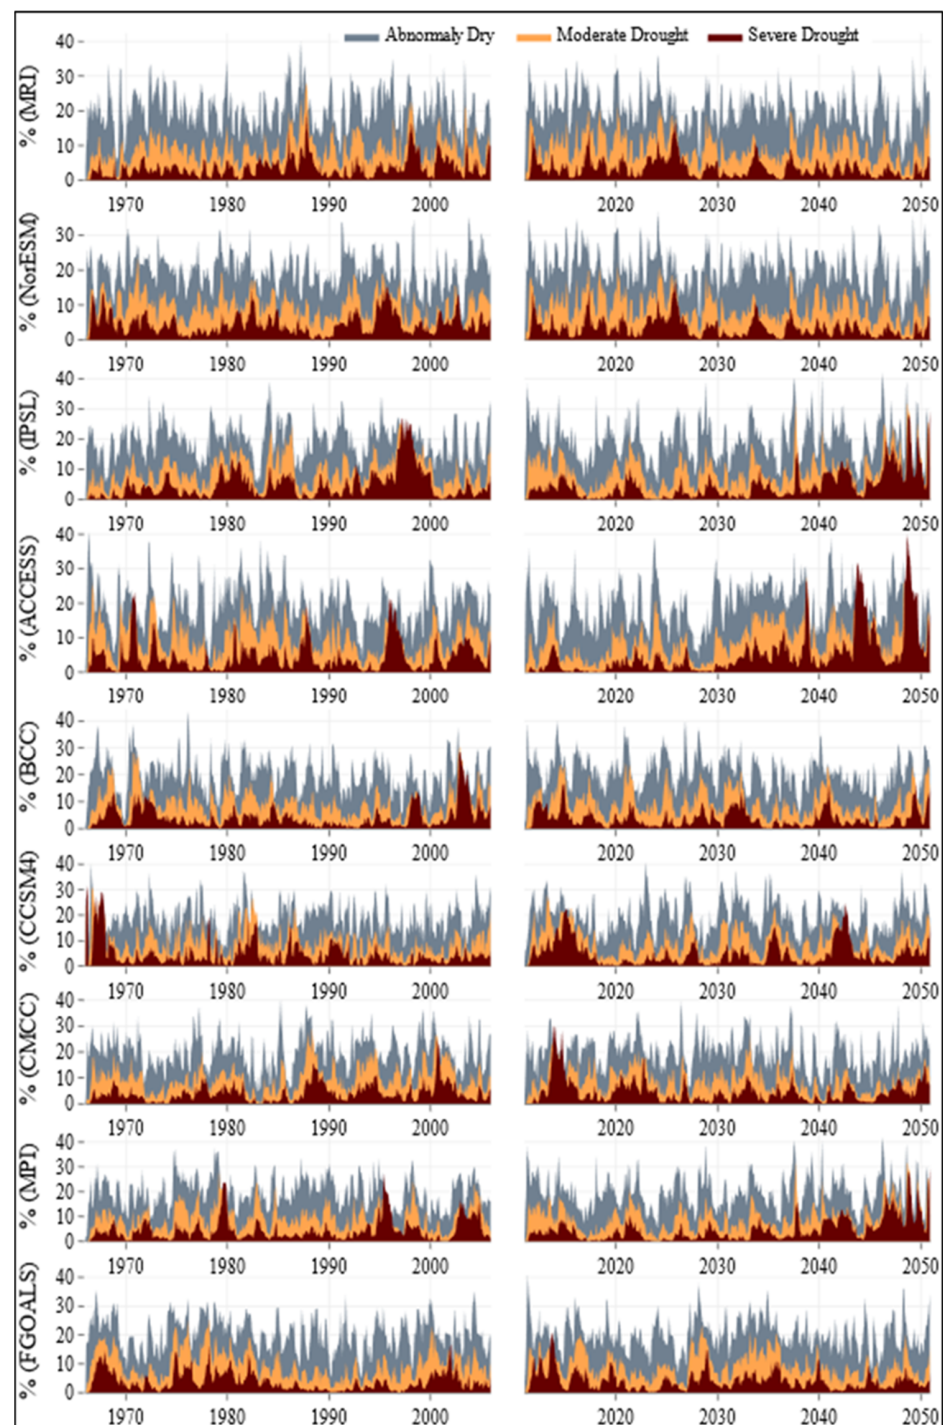 Abnormaly Dry Moderate Drought Severe Drought
% (MRI)
40
30
20
10
0
1970 1980 1990 2000 2020 2030 2040 2050
% (NorESM)
30
20
10
0
1970 1980 1990 2000 2020 2030 2040 2050
% (IPSL)
40
30
20
10
0
1970 1980 1990 2000 2020 2030 2040 2050
% (ACCESS)
40
30
20
10
0
1970 1980 1990 2000 2020 2030 2040 2050
% (BCC)
40
30
20
10
0
1970 1980 1990 2000 2020 2030 2040 2050
% (CCSM4)
40
30
20
10
0
1970 1980 1990 2000 2020 2030 2040 2050
% (CMCC)
40
30
20
10
0
1970 1980 1990 2000 2020 2030 2040 2050
% (MPI)
40
30
20
10
0
1970 1980 1990 2000 2020 2030 2040 2050
% (FGOALS)
40
30
20
10
0
1970 1980 1990 2000 2020 2030 2040 2050